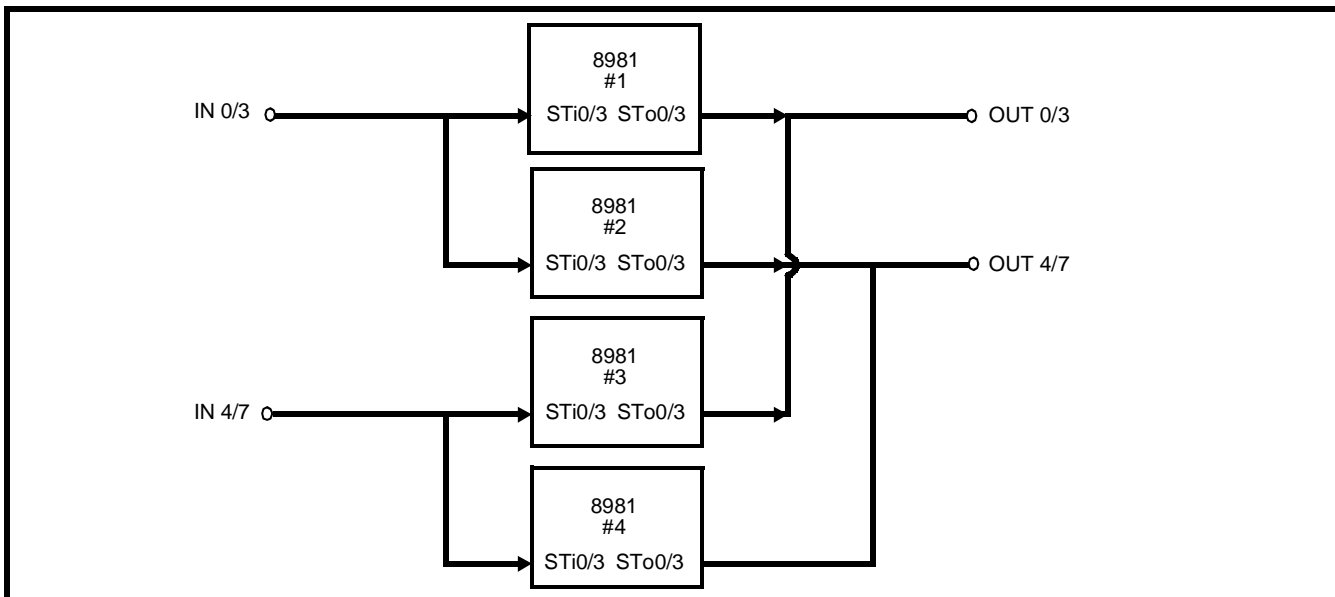 8981
#1
IN 0/3
STi0/3 STo0/3
OUT 0/3
8981
#2
STi0/3 STo0/3
OUT 4/7
8981
#3
IN 4/7
STi0/3 STo0/3
8981
#4
STi0/3 STo0/3